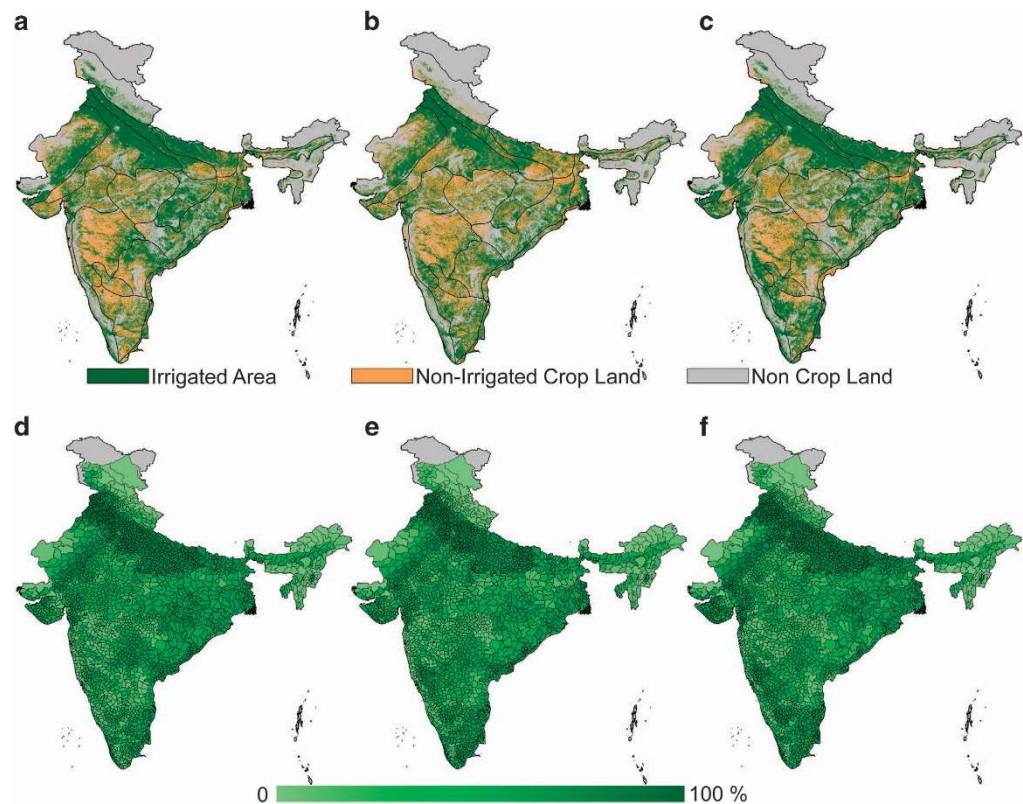 a
b
c
Irrigated Area
Non-Irrigated Crop Land
Non Crop Land
d
e
f
0
100 %